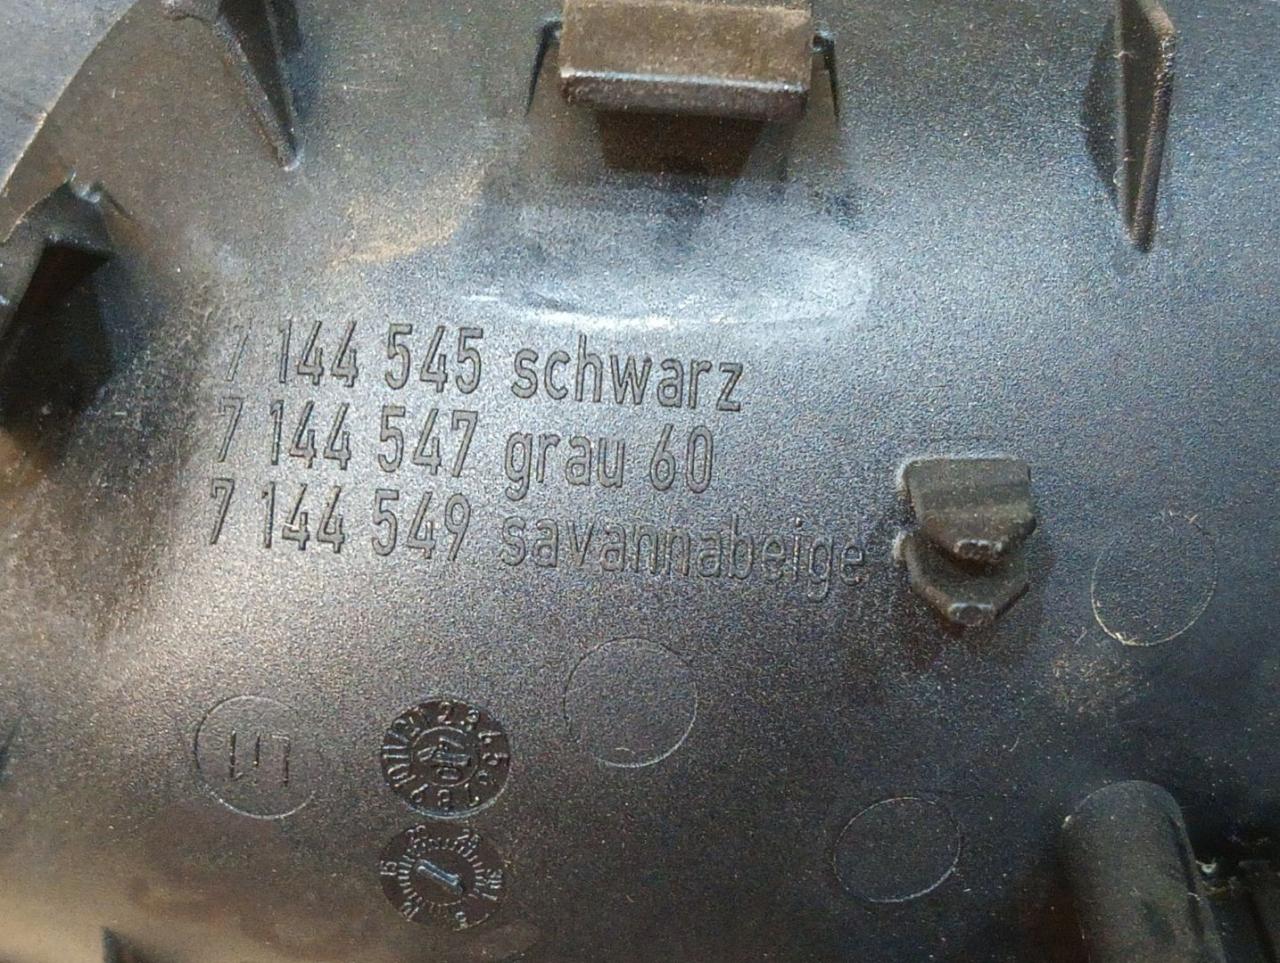 7 144 545 schwarz
7 144 547 grau 60
7 144 549 savannabeige